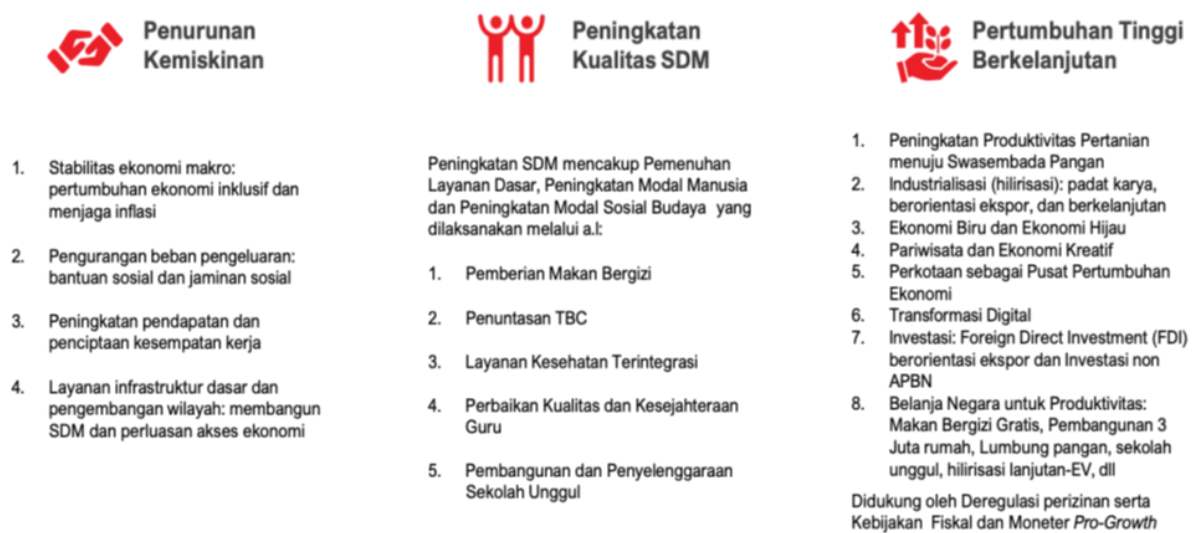 Penurunan
Kemiskinan
1. Stabilitas ekonomi makro:
pertumbuhan ekonomi inklusif dan
menjaga inflasi
2. Pengurangan beban pengeluaran:
bantuan sosial dan jaminan sosial
3. Peningkatan pendapatan dan
penciptaan kesempatan kerja
4. Layanan infrastruktur dasar dan
pengembangan wilayah: membangun
SDM dan perluasan akses ekonomi
Peningkatan
Kualitas SDM
Peningkatan SDM mencakup Pemenuhan
Layanan Dasar, Peningkatan Modal Manusia
dan Peningkatan Modal Sosial Budaya yang
dilaksanakan melalui a.l:
1. Pemberian Makan Bergizi
2. Penuntasan TBC
3. Layanan Kesehatan Terintegrasi
4. Perbaikan Kualitas dan Kesejahteraan
Guru
5. Pembangunan dan Penyelenggaraan
Sekolah Unggul
Pertumbuhan Tinggi
Berkelanjutan
1. Peningkatan Produktivitas Pertanian
menuju Swasembada Pangan
2. Industrialisasi (hilirisasi): padat karya,
berorientasi ekspor, dan berkelanjutan
3. Ekonomi Biru dan Ekonomi Hijau
4. Pariwisata dan Ekonomi Kreatif
5. Perkotaan sebagai Pusat Pertumbuhan
Ekonomi
6. Transformasi Digital
7. Investasi: Foreign Direct Investment (FDI)
berorientasi ekspor dan Investasi non
APBN
8. Belanja Negara untuk Produktivitas:
Makan Bergizi Gratis, Pembangunan 3
Juta rumah, Lumbung pangan, sekolah
unggul, hilirisasi lanjutan-EV, dll
Didukung oleh Deregulasi perizinan serta
Kebijakan Fiskal dan Moneter Pro-Growth